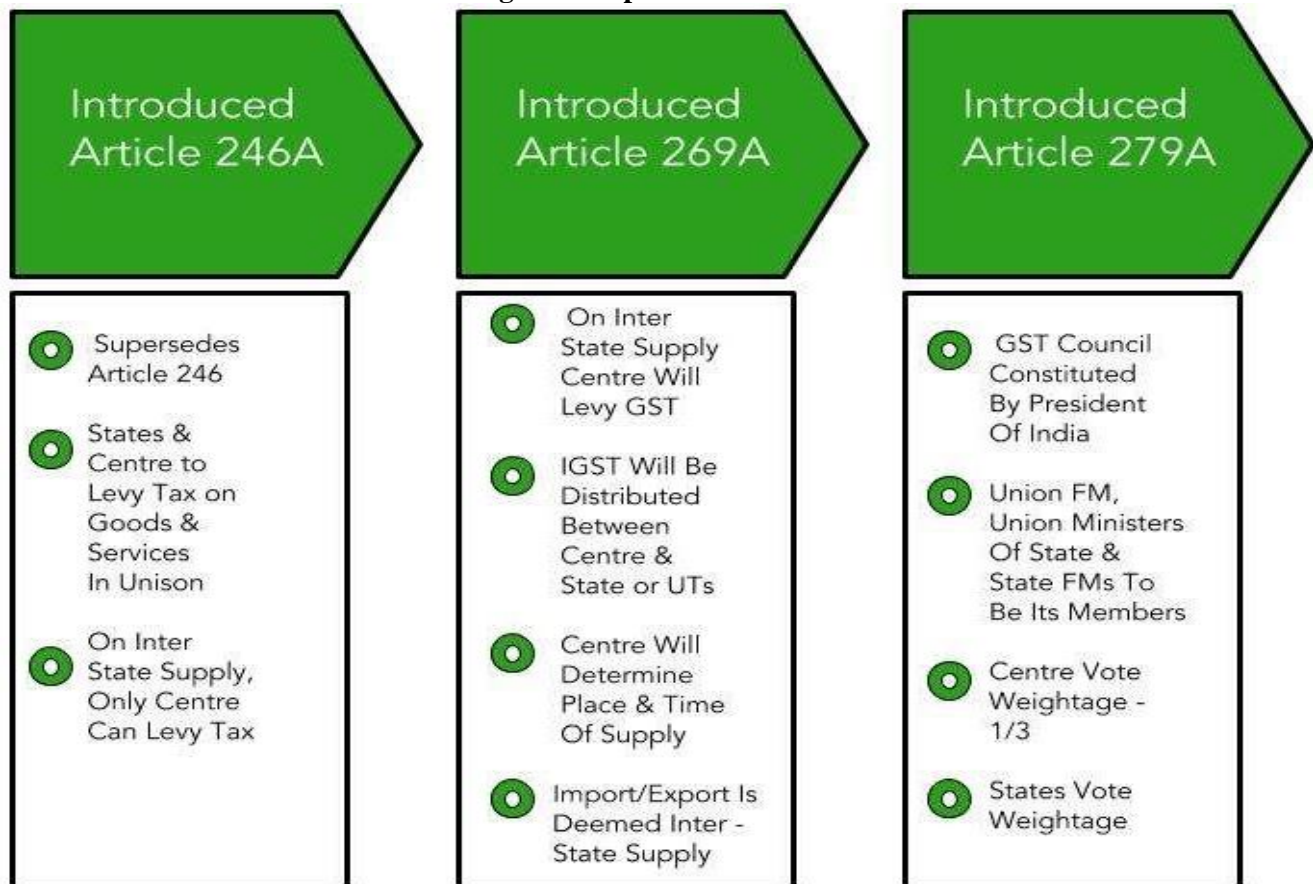 Introduced
Article 246A
Supersedes
Article 246
States &
Centre to
Levy Tax on
Goods &
Services
In Unison
On Inter
State Supply,
Only Centre
Can Levy Tax
Introduced
Article 269A
On Inter
State Supply
Centre Will
Levy GST
IGST Will Be
Distributed
Between
Centre &
State or UTs
Centre Will
Determine
Place & Time
Of Supply
Import/Export Is
Deemed Inter -
State Supply
Introduced
Article 279A
GST Council
Constituted
By President
Of India
Union FM,
Union Ministers
Of State &
State FMs To
Be Its Members
Centre Vote
Weightage -
1/3
States Vote
Weightage